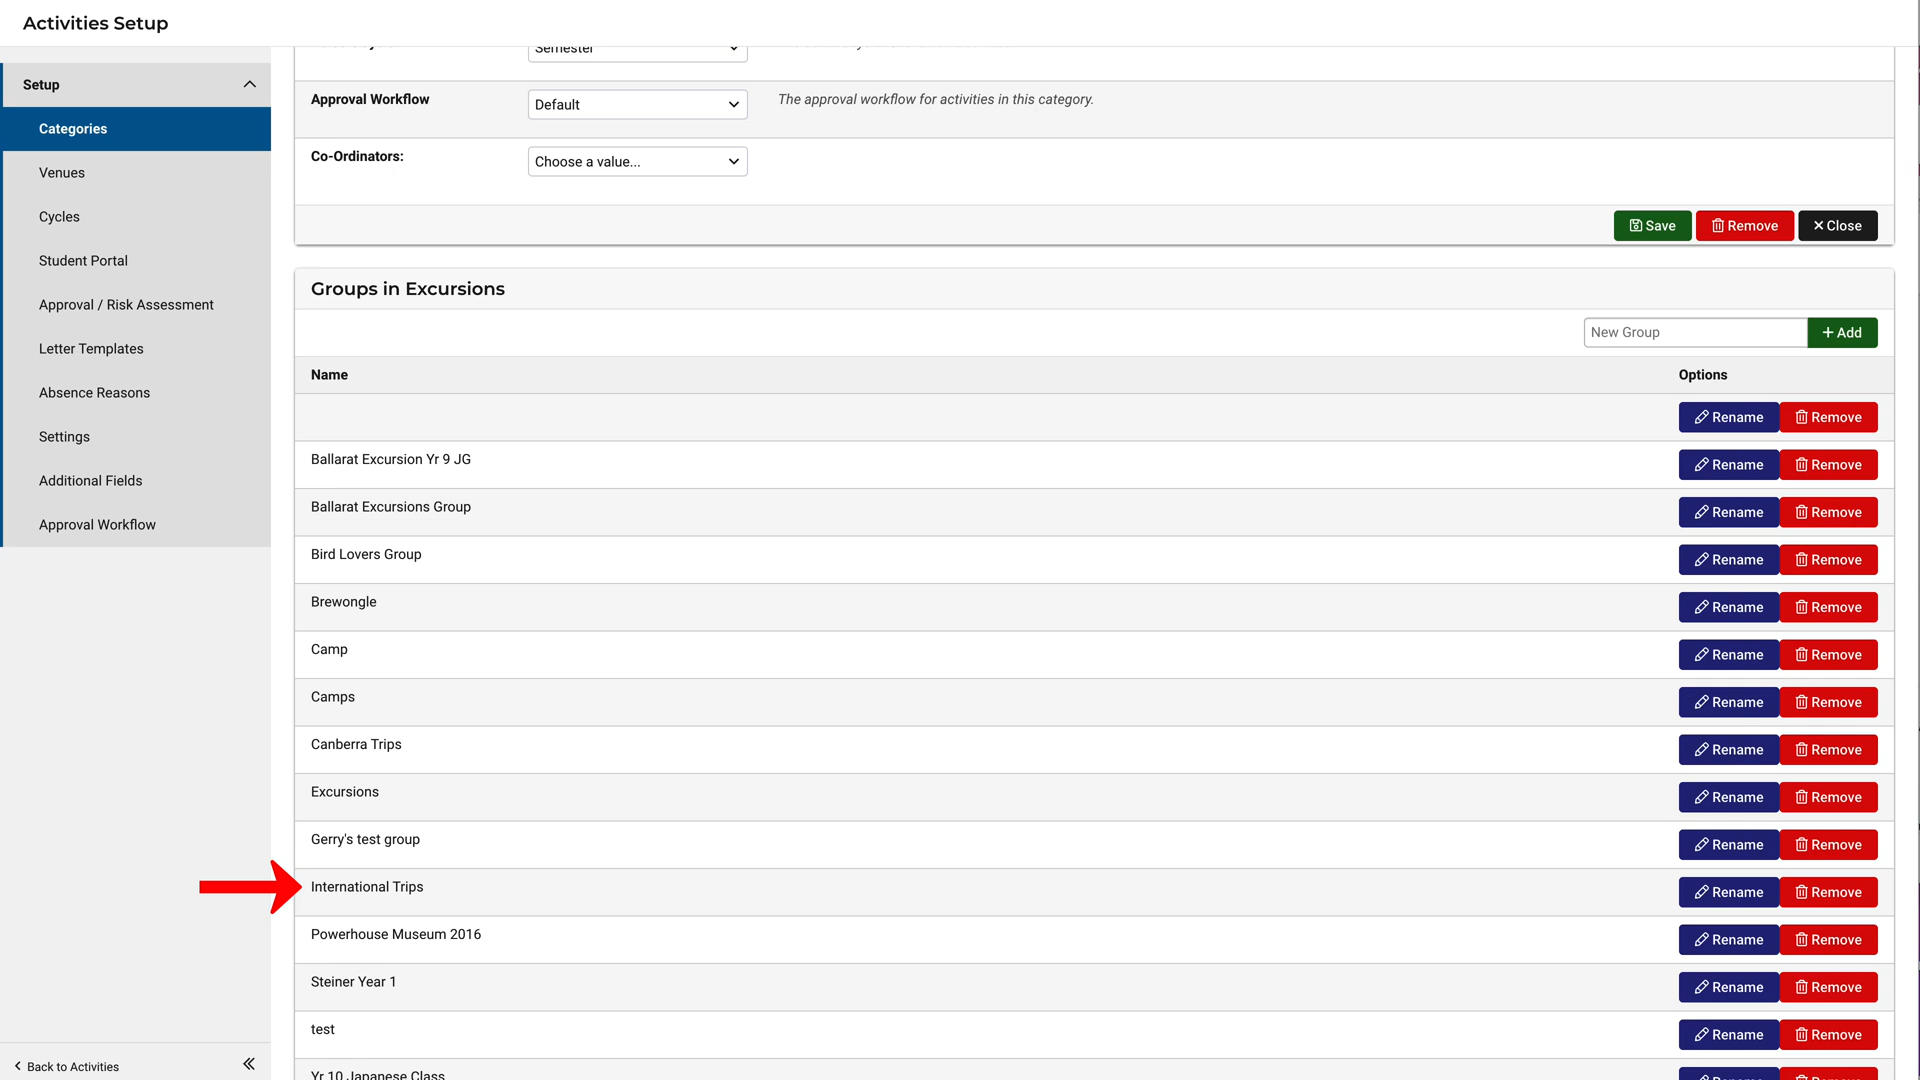 Activities Setup
Setup
Categories
Venues
Cycles
Student Portal
Approval / Risk Assessment
Letter Templates
Absence Reasons
Settings
Additional Fields
Approval Workflow
Back to Activities
Semester
Approval Workflow
Default
The approval workflow for activities in this category.
Co-Ordinators:
Choose a value...
Save Remove Close
Groups in Excursions
New Group + Add
Name Options
Rename Remove
Ballarat Excursion Yr 9 JG Rename Remove
Ballarat Excursions Group Rename Remove
Bird Lovers Group Rename Remove
Brewongle Rename Remove
Camp Rename Remove
Camps Rename Remove
Canberra Trips Rename Remove
Excursions Rename Remove
Gerry's test group Rename Remove
International Trips Rename Remove
Powerhouse Museum 2016 Rename Remove
Steiner Year 1 Rename Remove
test Rename Remove
Yr 10 Japanese Class